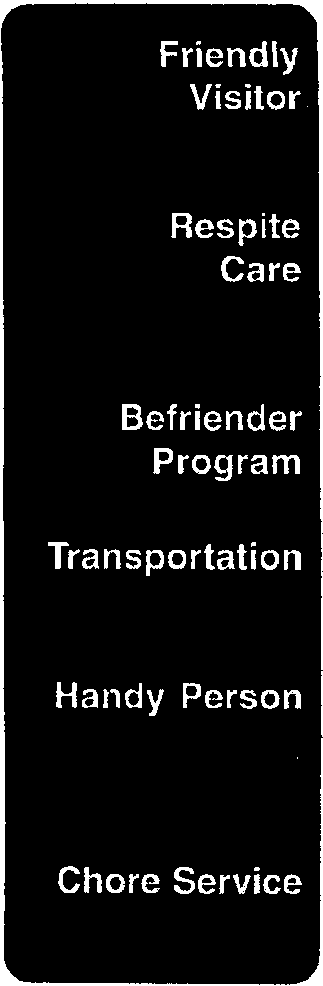 Friendly
Visitor
Respite
Care
Befriender
Program
Transportation
Handy Person
Chore Service